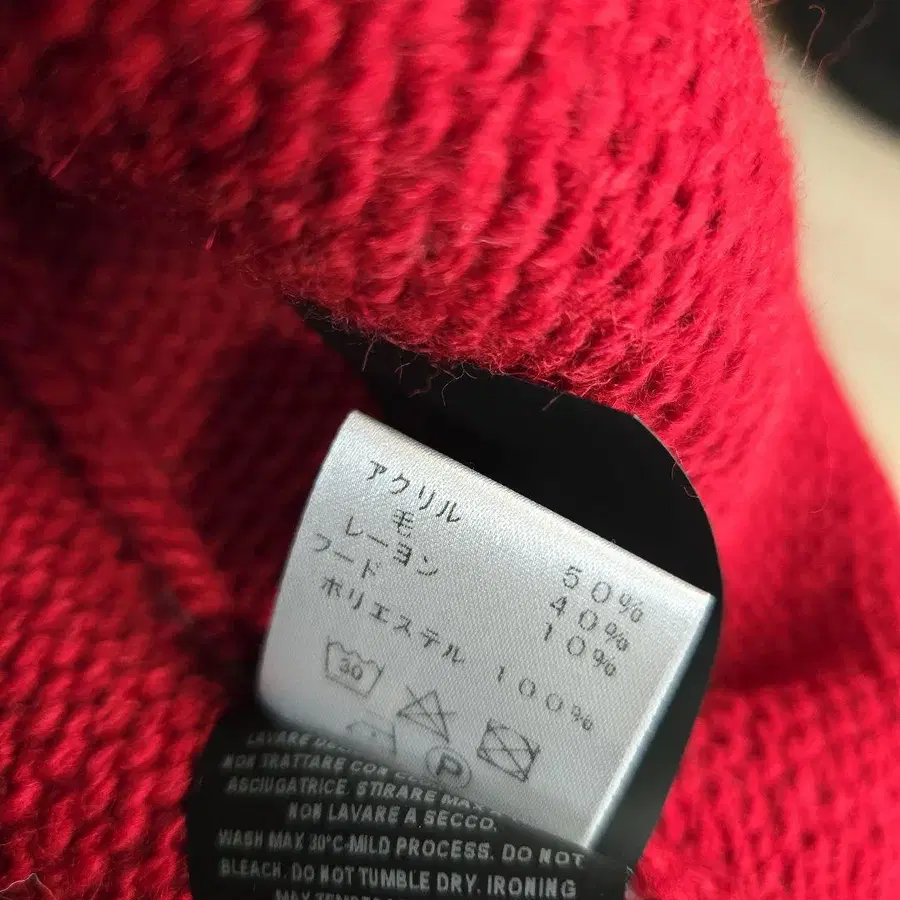 アクリル 50%
毛 40%
レーヨン 10%
フード
ポリエステル 100%
30
P
LAVARE
NON TRATTARE CON
ASCIUGATRICE. STIRARE
NON LAVARE A SECCO.
WASH MAX 30°C-MILD PROCESS. DO NOT
BLEACH. DO NOT TUMBLE DRY. IRONING